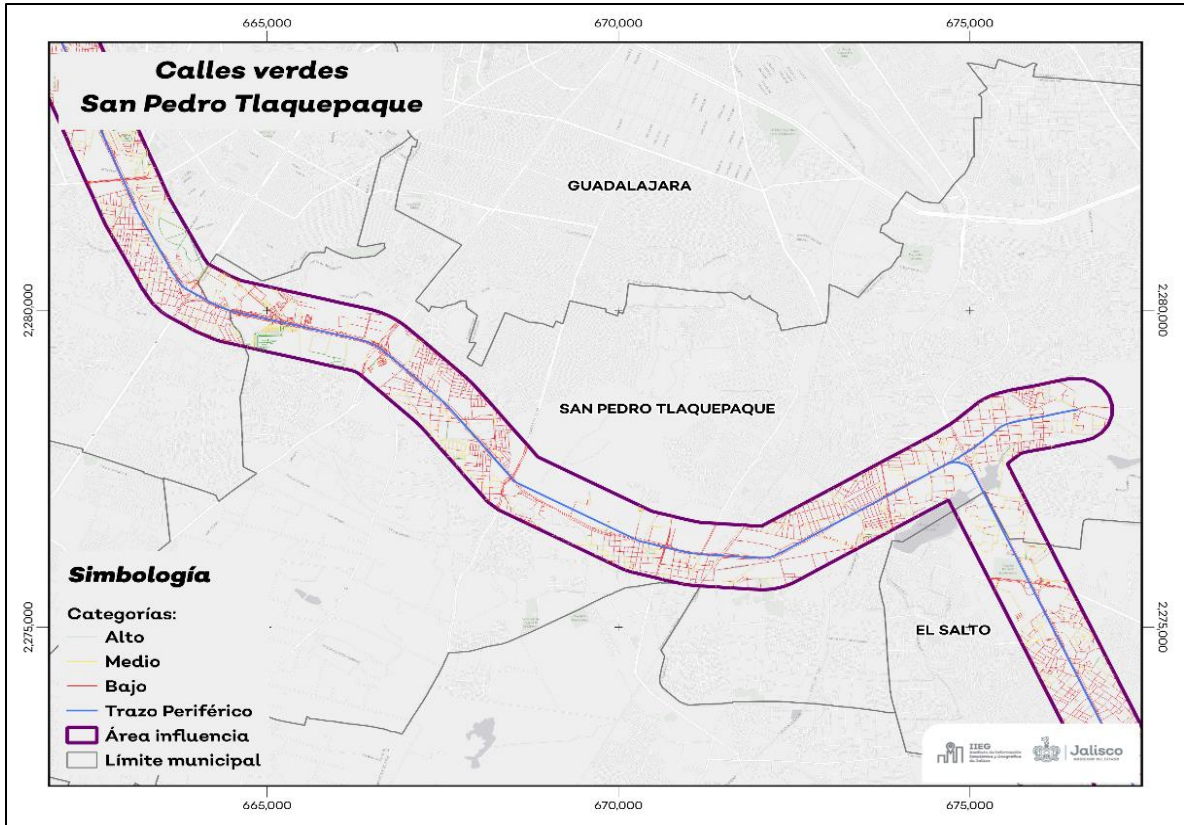 665,000
670,000
675,000
Calles verdes
San Pedro Tlaquepaque
GUADALAJARA
2,280,000
2,280,000
SAN PEDRO TLAQUEPAQUE
Simbología
Categorías:
Alto
Medio
Bajo
Trazo Periférico
Área influencia
Límite municipal
2,275,000
2,275,000
EL SALTO
IIEG
Jalisco
665,000
670,000
675,000